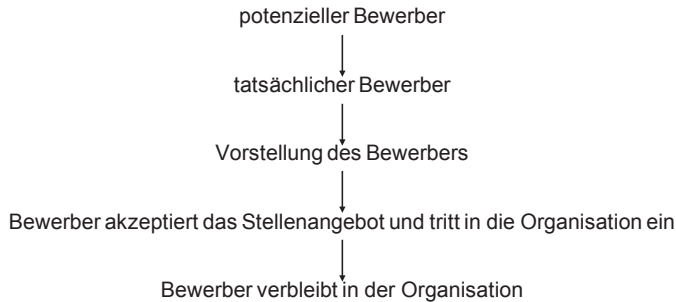 potenzieller Bewerber
tatsächlicher Bewerber
Vorstellung des Bewerbers
Bewerber akzeptiert das Stellenangebot und tritt in die Organisation ein
Bewerber verbleibt in der Organisation